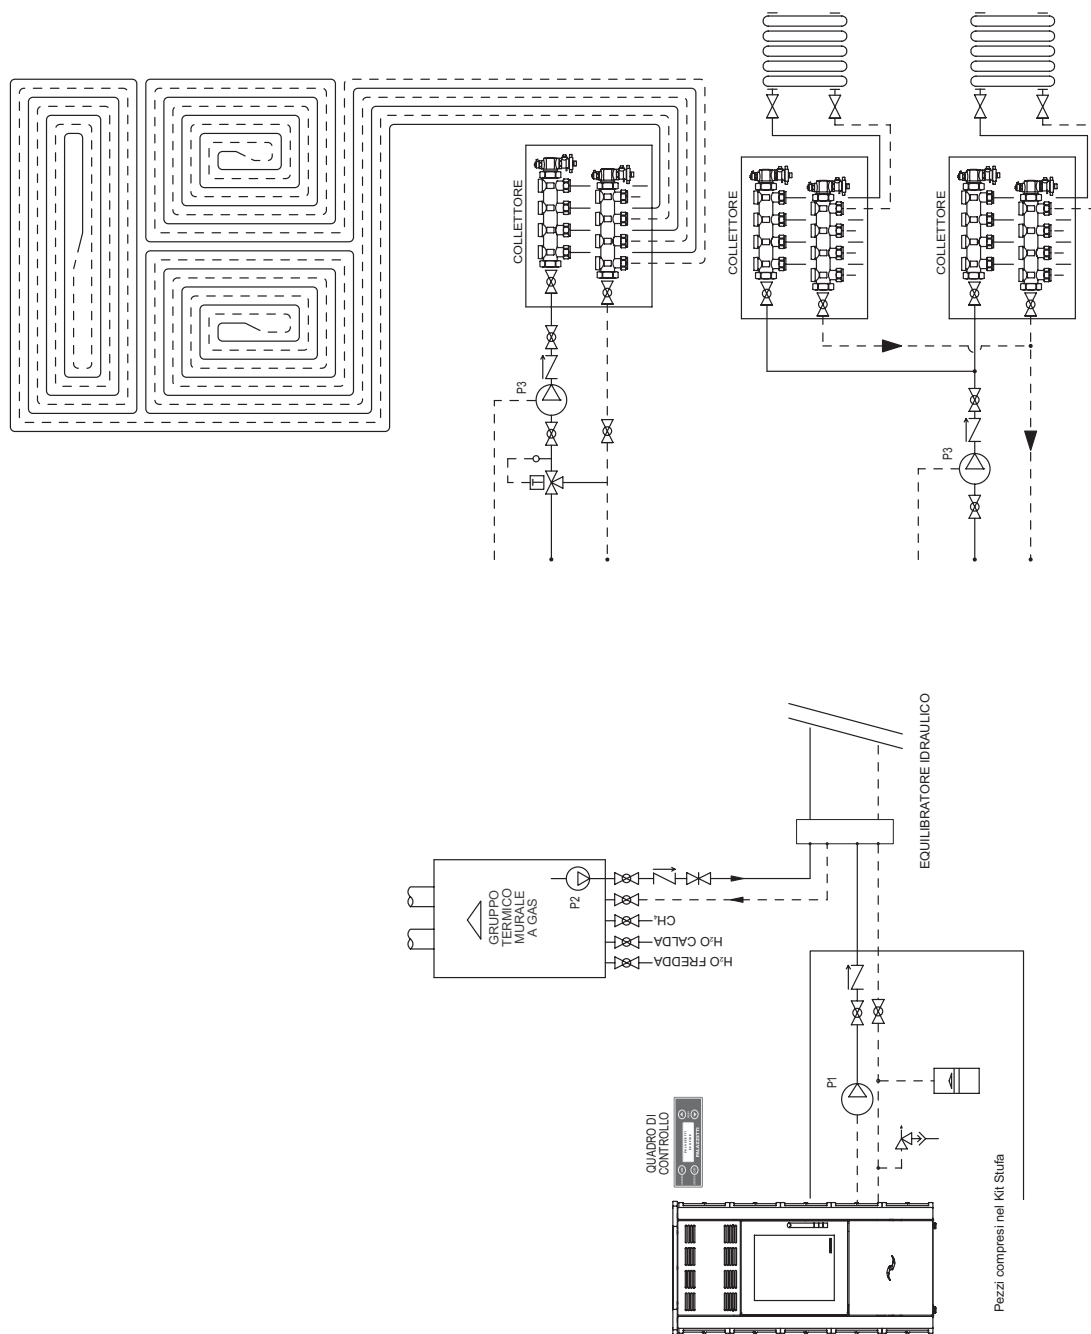 COLLETTORE
COLLETTORE
COLLETTORE
P3
P3
T
EQUILIBRATORE IDRAULICO
GRUPPO
TERMICO
MURALE
A GAS
P2
CH₄
H²O CALDA
H²O FREDDA
P1
QUADRO DI
CONTROLLO
Pezzi compresi nel Kit Stufa